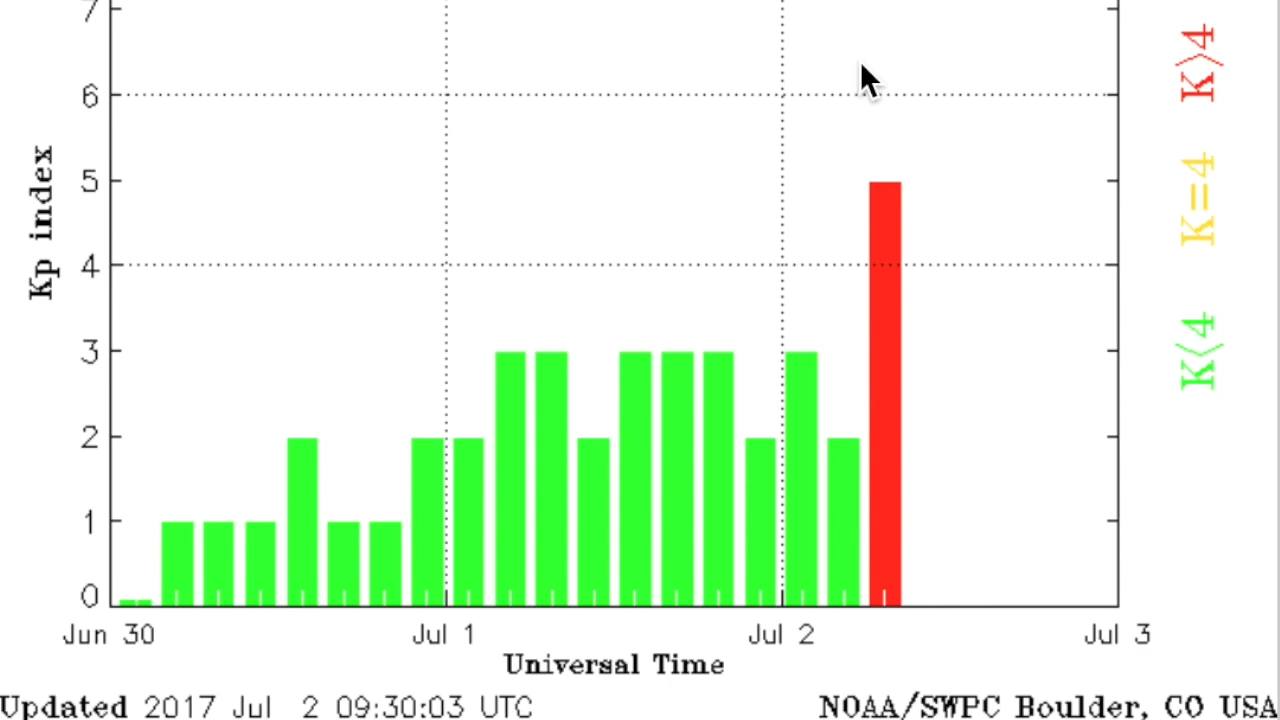 7
6
5
4
3
2
1
0
Kp index
Jun 30 Jul 1 Jul 2 Jul 3
Universal Time
Updated 2017 Jul 2 09:30:03 UTC NOAA/SWPC Boulder, CO USA
K>4
K=4
K<4